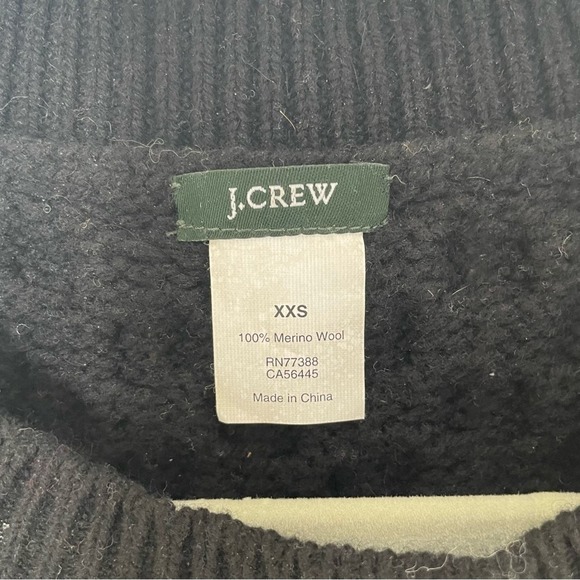 J.CREW
XXS
100% Merino Wool
RN77388
CA56445
Made in China